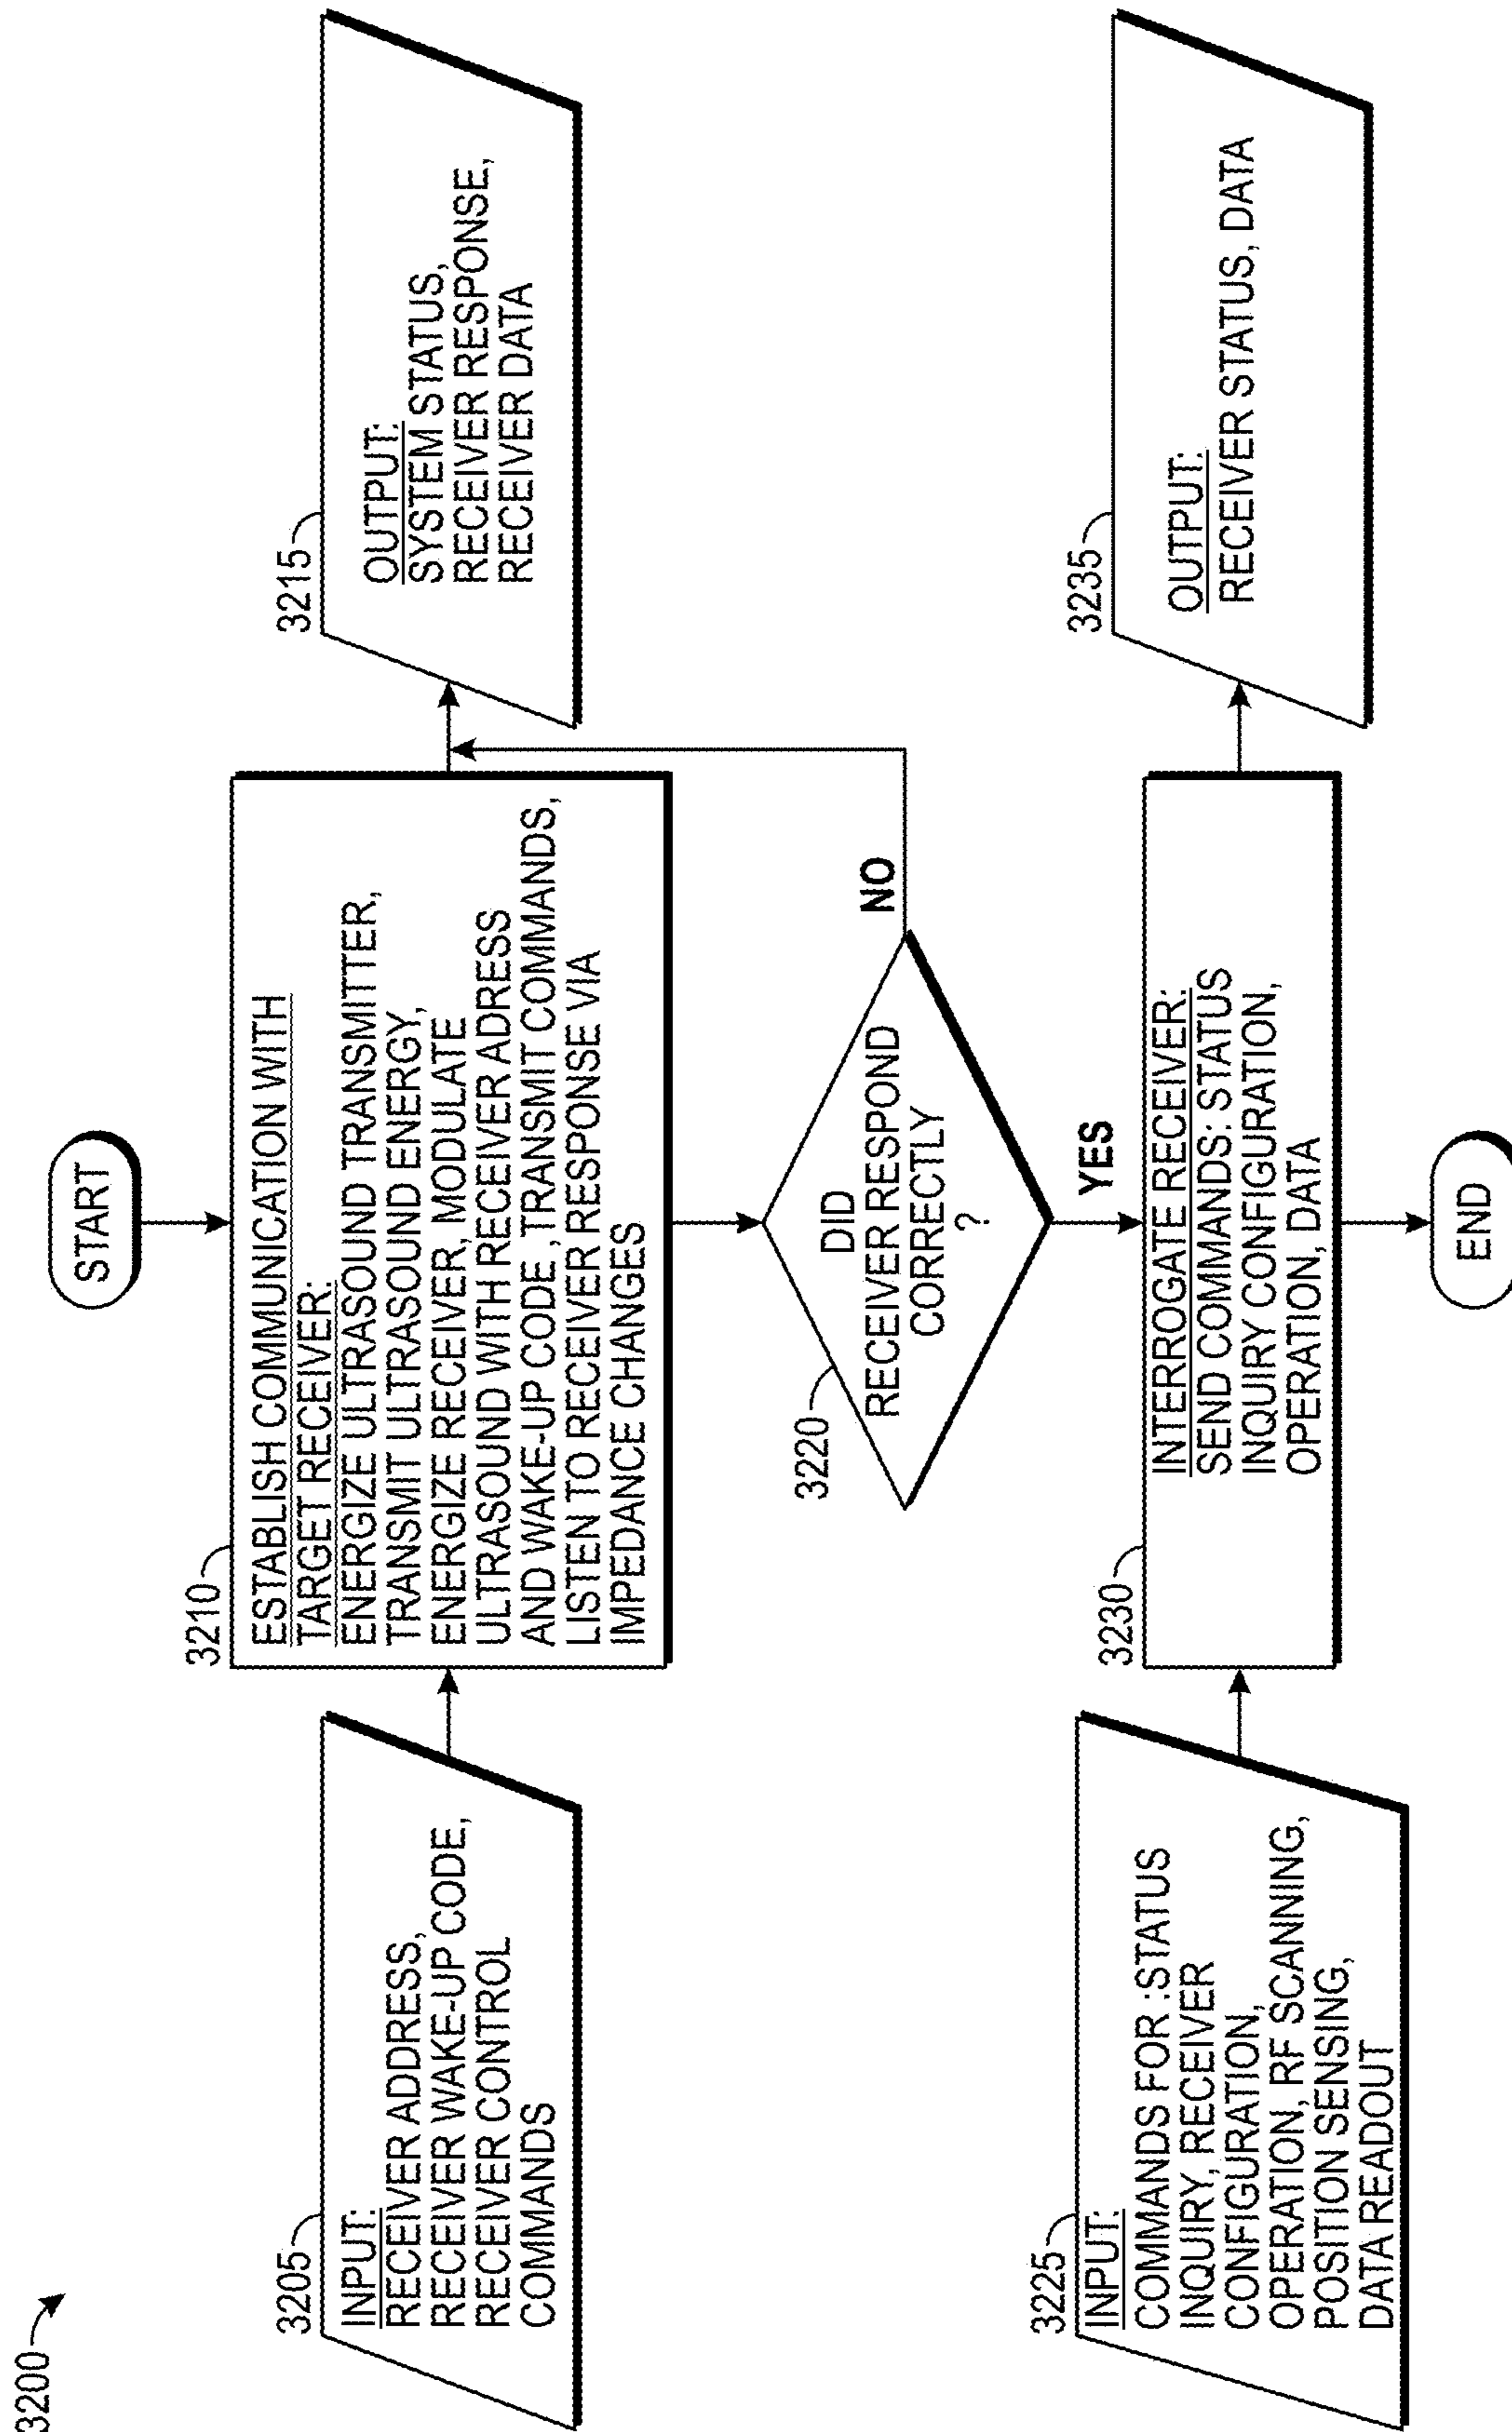 3200
START
3205
INPUT:
RECEIVER ADDRESS,
RECEIVER WAKE-UP CODE,
RECEIVER CONTROL
COMMANDS
3210
ESTABLISH COMMUNICATION WITH
TARGET RECEIVER:
ENERGIZE ULTRASOUND TRANSMITTER,
TRANSMIT ULTRASOUND ENERGY,
ENERGIZE RECEIVER, MODULATE
ULTRASOUND WITH RECEIVER ADRESS
AND WAKE-UP CODE ,TRANSMIT COMMANDS,
LISTEN TO RECEIVER RESPONSE VIA
IMPEDANCE CHANGES
3215
OUTPUT:
SYSTEM STATUS,
RECEIVER RESPONSE,
RECEIVER DATA
3220
DID
RECEIVER RESPOND
CORRECTLY
?
NO
YES
3225
INPUT:
COMMANDS FOR :STATUS
INQUIRY, RECEIVER
CONFIGURATION,
OPERATION, RF SCANNING,
POSITION SENSING,
DATA READOUT
3230
INTERROGATE RECEIVER:
SEND COMMANDS: STATUS
INQUIRY CONFIGURATION,
OPERATION, DATA
3235
OUTPUT:
RECEIVER STATUS, DATA
END